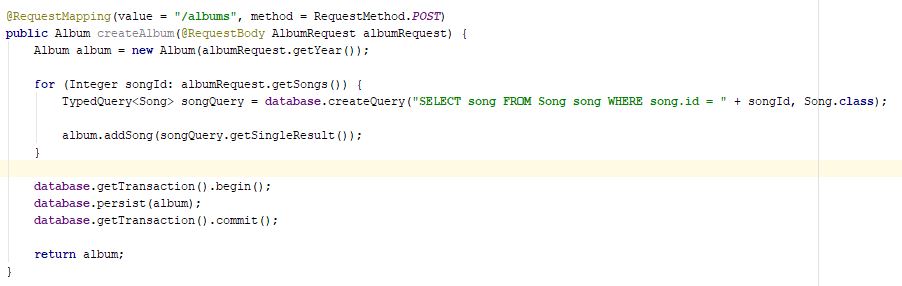 @RequestMapping(value = "/albums", method = RequestMethod.POST)
public Album createAlbum(@RequestBody AlbumRequest albumRequest) {
    Album album = new Album(albumRequest.getYear());

    for (Integer songId: albumRequest.getSongs()) {
        TypedQuery<Song> songQuery = database.createQuery("SELECT song FROM Song song WHERE song.id = " + songId, Song.class);

        album.addSong(songQuery.getSingleResult());
    }

    database.getTransaction().begin();
    database.persist(album);
    database.getTransaction().commit();

    return album;
}